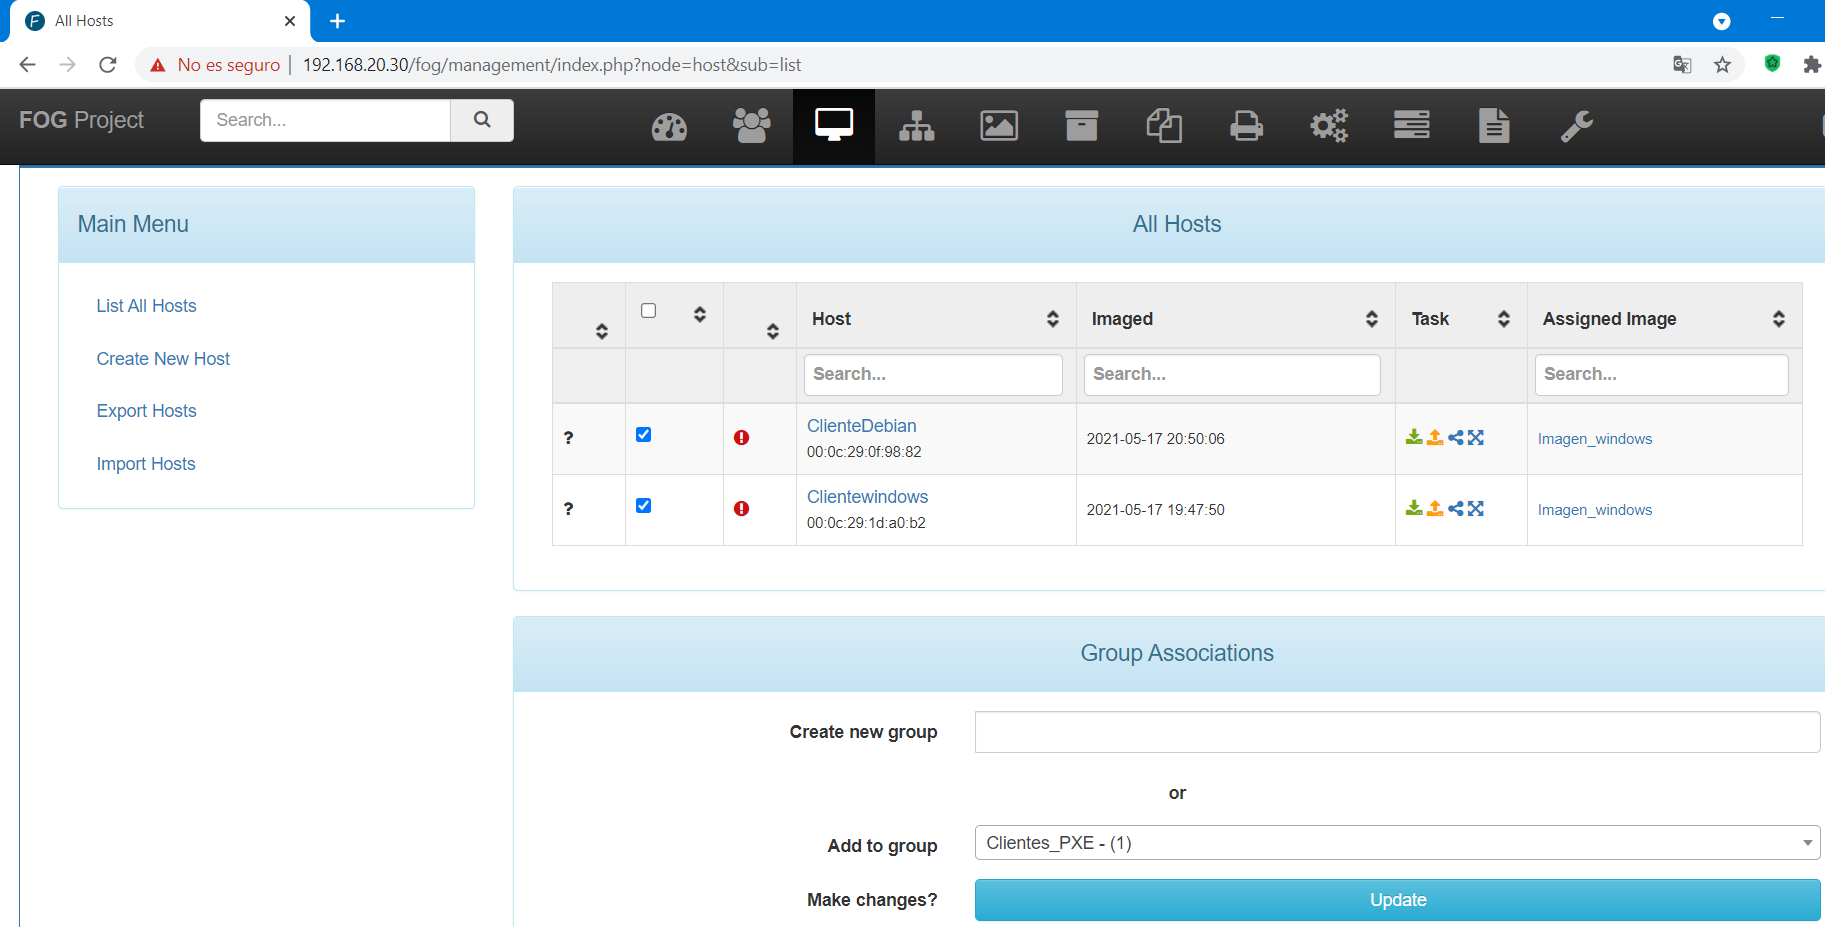 All Hosts
No es seguro | 192.168.20.30/fog/management/index.php?node=host&sub=list
FOG Project
Search...
Main Menu
List All Hosts
Create New Host
Export Hosts
Import Hosts
All Hosts
Host Imaged Task Assigned Image
Search... Search... Search...
? ClienteDebian 2021-05-17 20:50:06 Imagen_windows
00:0c:29:0f:98:82
? Clientewindows 2021-05-17 19:47:50 Imagen_windows
00:0c:29:1d:a0:b2
Group Associations
Create new group
or
Add to group Clientes_PXE - (1)
Make changes? Update